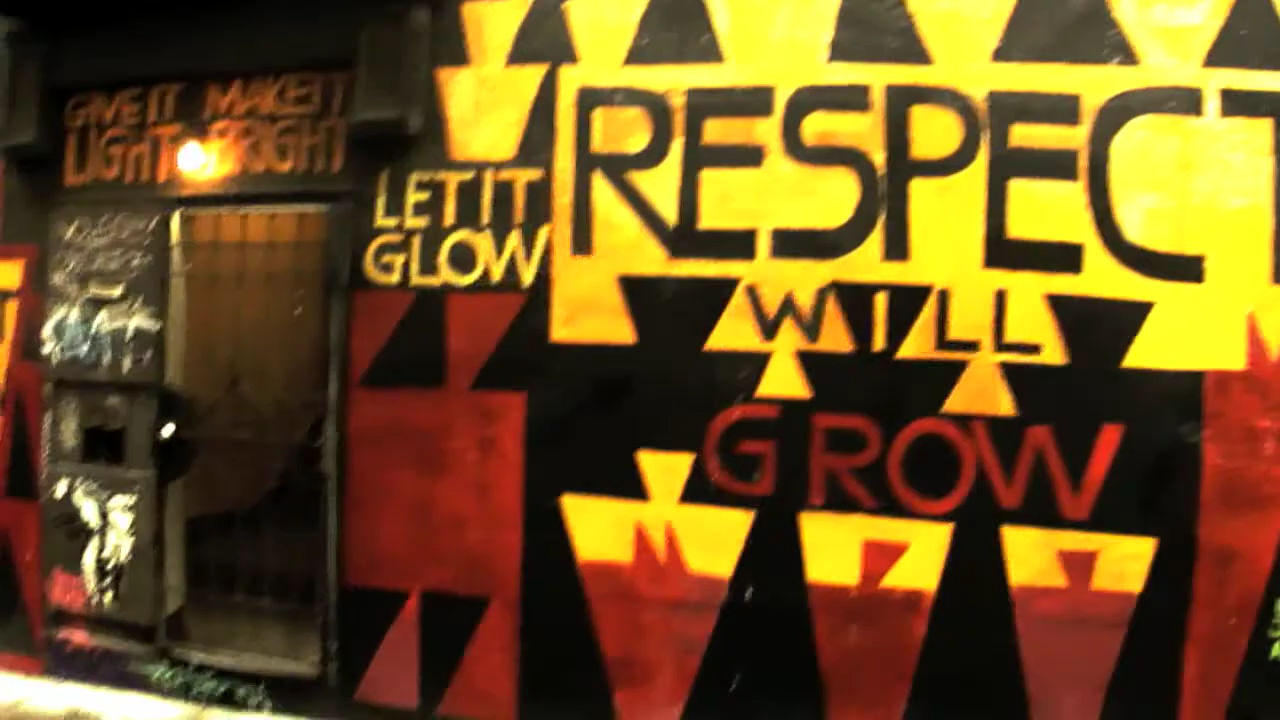 GIVE IT MAKE IT
LIGHT BRIGHT
LET IT
GLOW
RESPECT
WILL
GROW